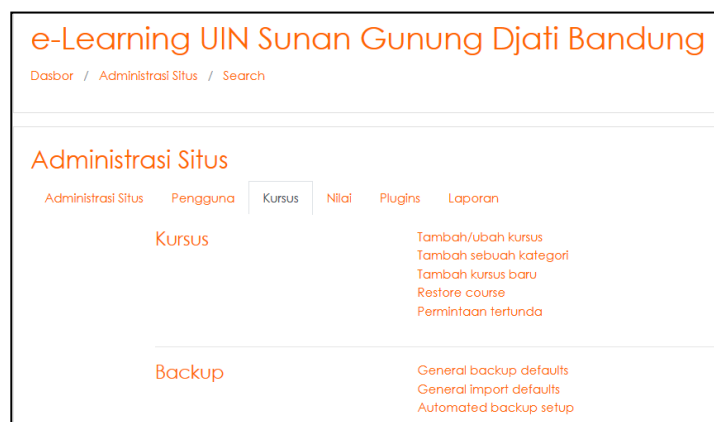 e-Learning UIN Sunan Gunung Djati Bandung
Dasbor / Administrasi Situs / Search
Administrasi Situs
Administrasi Situs Pengguna Kursus Nilai Plugins Laporan
Kursus Tambah/ubah kursus
Tambah sebuah kategori
Tambah kursus baru
Restore course
Permintaan tertunda
Backup General backup defaults
General import defaults
Automated backup setup